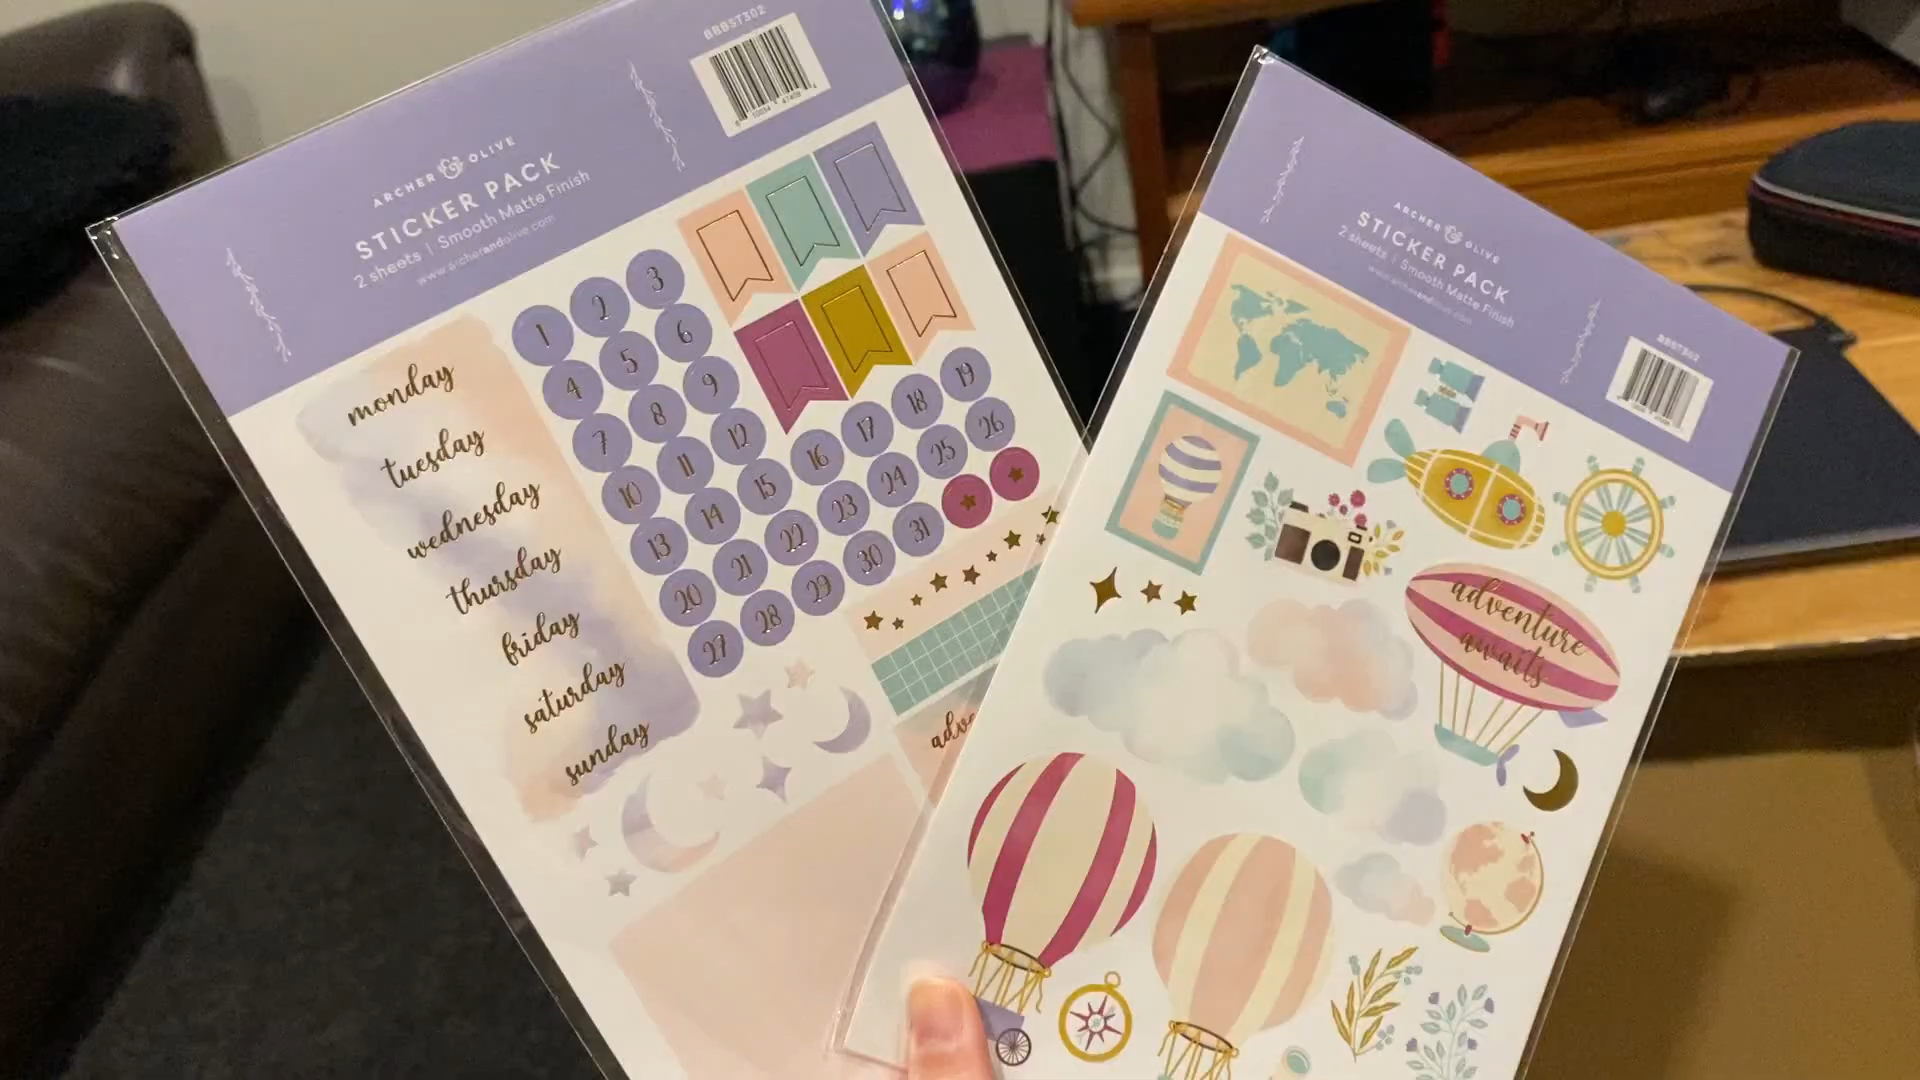 BBBST302
ARCHER & OLIVE
STICKER PACK
2 sheets | Smooth Matte Finish
www.archerandolive.com
monday
tuesday
wednesday
thursday
friday
saturday
sunday
1 2 3
4 5 6
7 8 9
10 11 12
13 14 15 16 17 18 19
20 21 22 23 24 25 26
27 28 29 30 31
ARCHER & OLIVE
STICKER PACK
2 sheets | Smooth Matte Finish
www.archerandolive.com
adventure
awaits